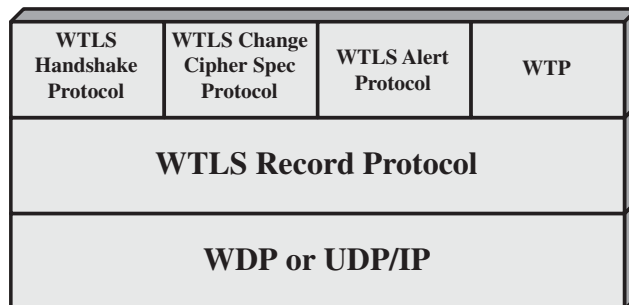 WTLS
Handshake
Protocol
WTLS Change
Cipher Spec
Protocol
WTLS Alert
Protocol
WTP
WTLS Record Protocol
WDP or UDP/IP